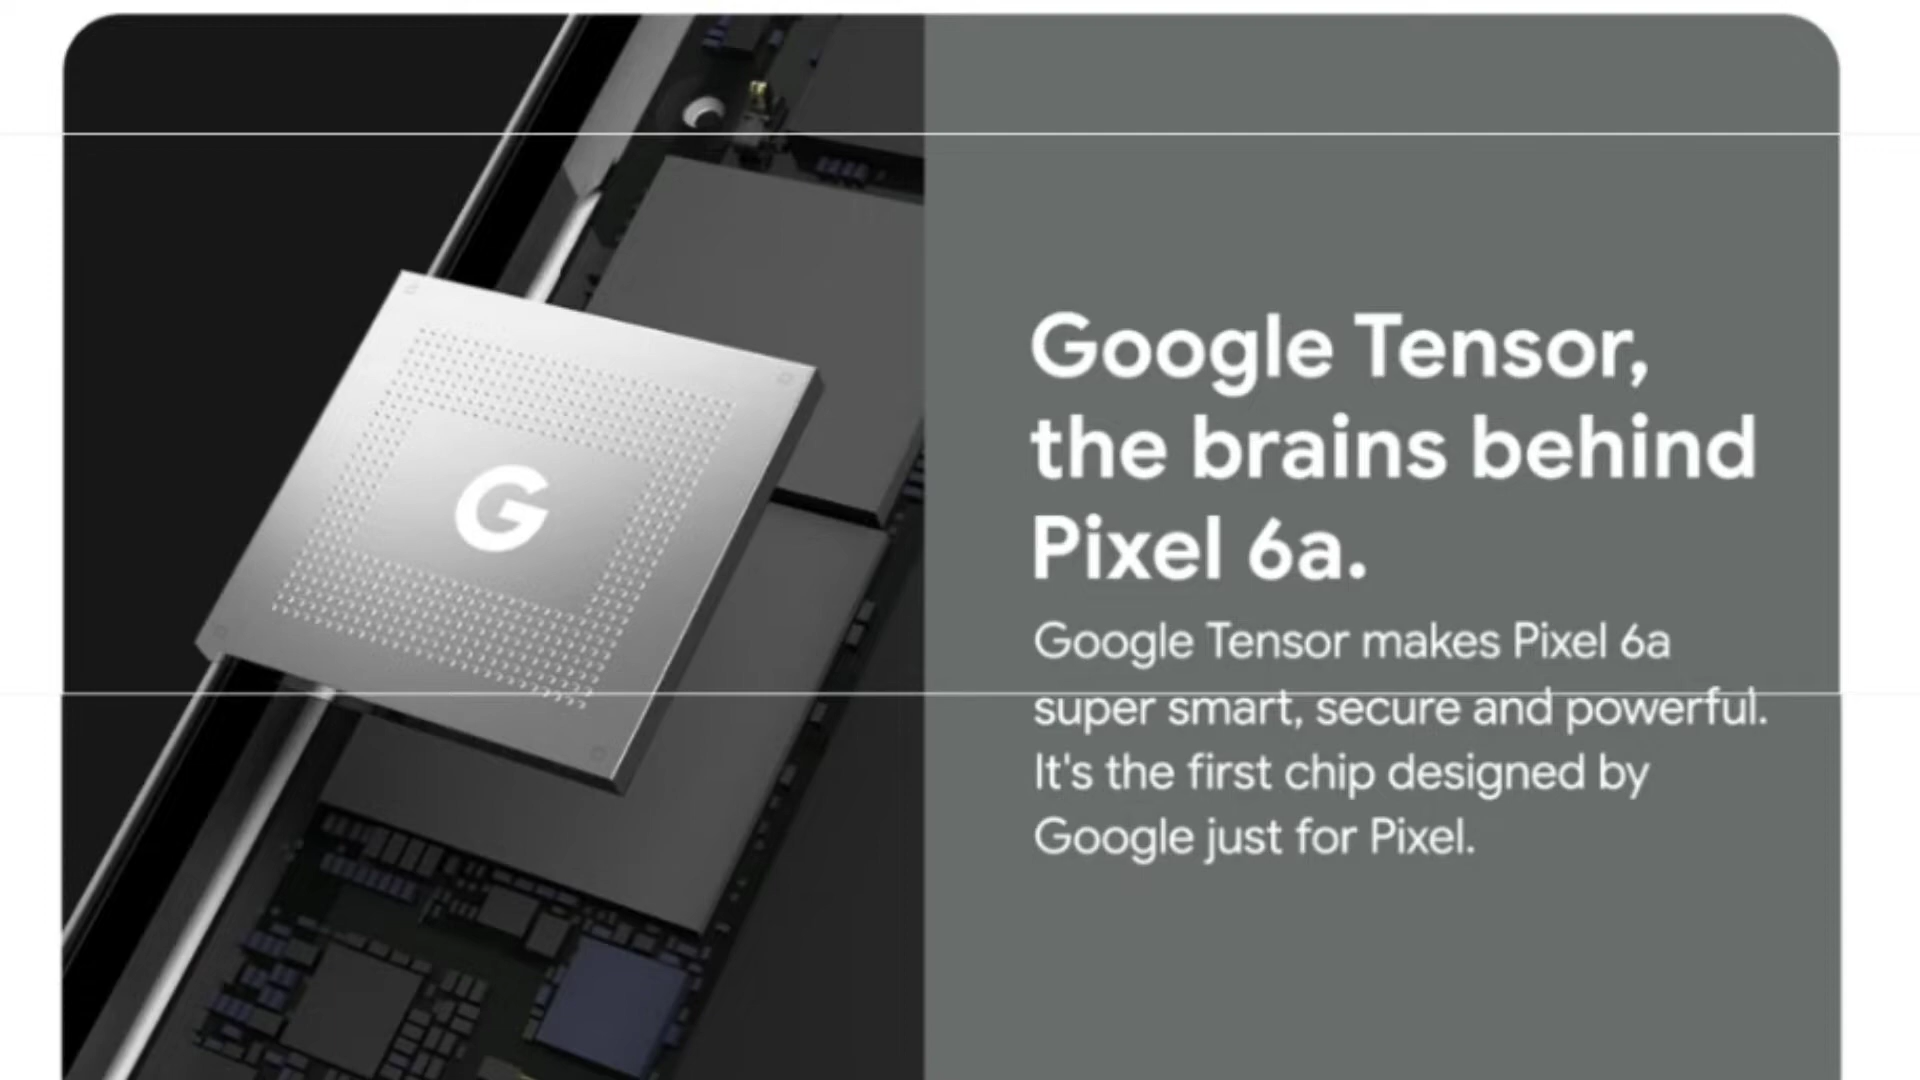 G
Google Tensor,
the brains behind
Pixel 6a.
Google Tensor makes Pixel 6a
super smart, secure and powerful.
It's the first chip designed by
Google just for Pixel.